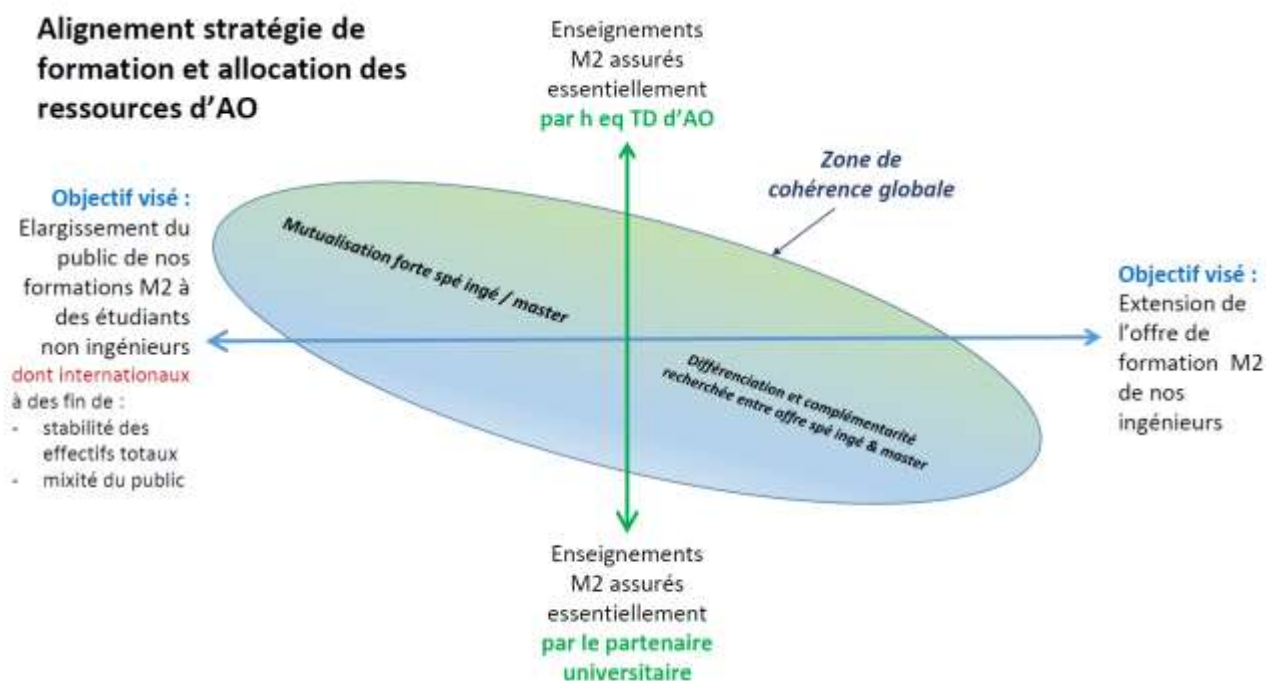 Alignement stratégie de
formation et allocation des
ressources d’AO
Enseignements
M2 assurés
essentiellement
par h eq TD d’AO
Zone de
cohérence globale
Objectif visé :
Elargissement du
public de nos
formations M2 à
des étudiants
non ingénieurs
dont internationaux
à des fin de :
- stabilité des
effectifs totaux
- mixité du public
Mutualisation forte spé ingé / master
Différenciation et complémentarité
recherchée entre offre spé ingé & master
Objectif visé :
Extension de
l’offre de
formation M2
de nos
ingénieurs
Enseignements
M2 assurés
essentiellement
par le partenaire
universitaire